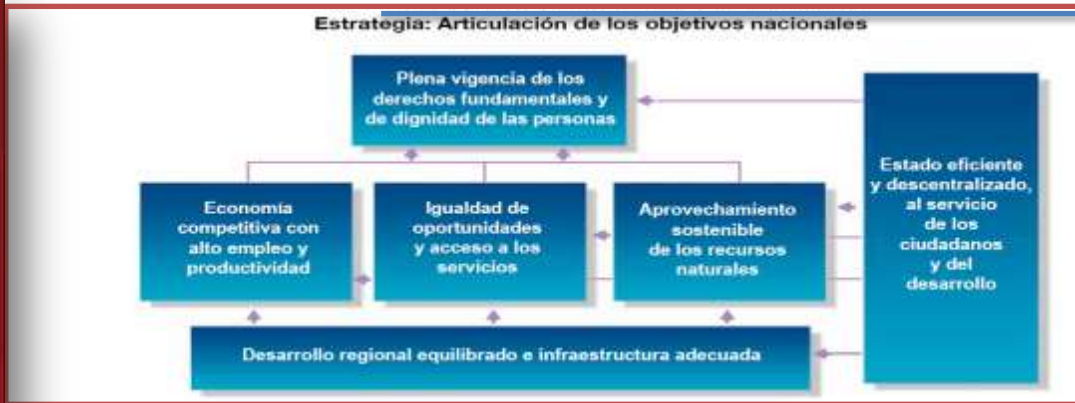 Estrategia: Articulación de los objetivos nacionales
Plena vigencia de los
derechos fundamentales y
de dignidad de las personas
Economía
competitiva con
alto empleo y
productividad
Igualdad de
oportunidades
y acceso a los
servicios
Aprovechamiento
sostenible
de los recursos
naturales
Estado eficiente
y descentralizado,
al servicio
de los
ciudadanos
y del
desarrollo
Desarrollo regional equilibrado e infraestructura adecuada